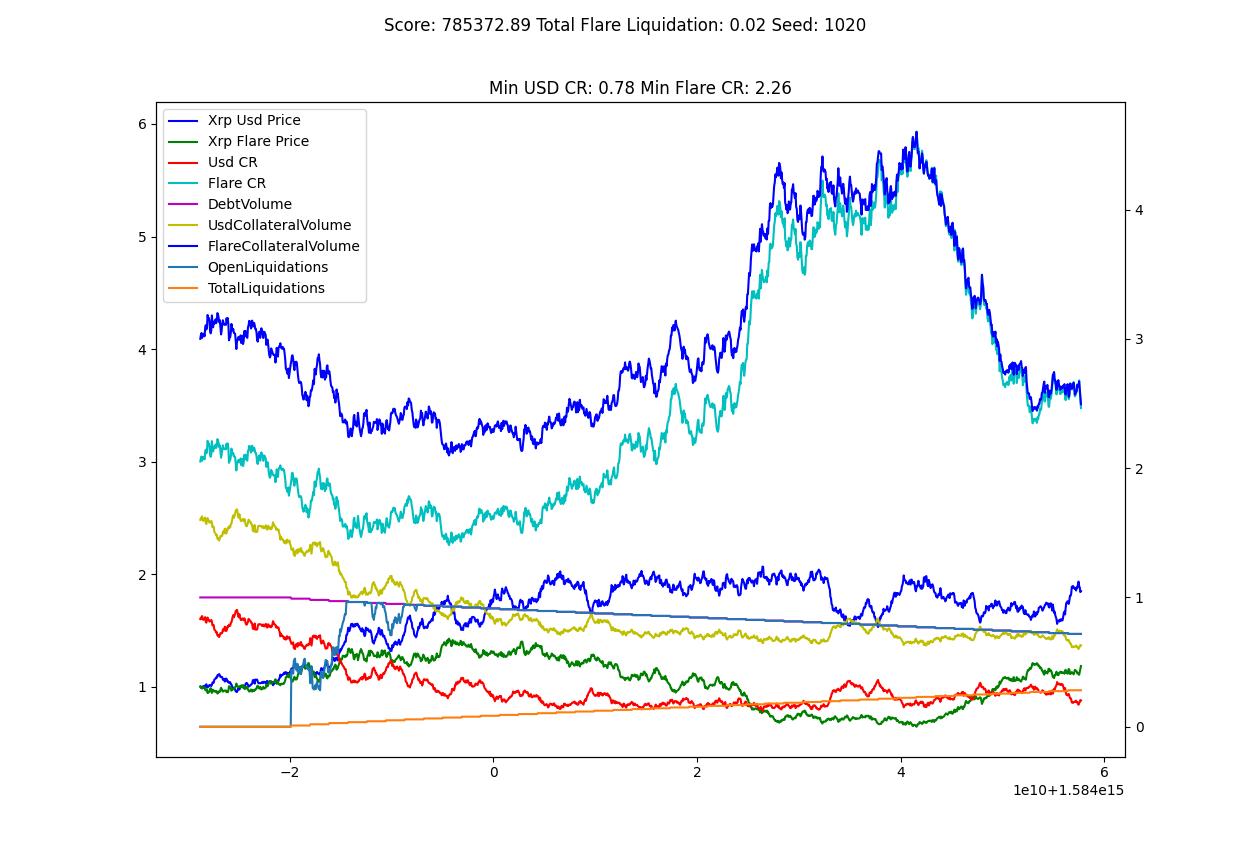 Score: 785372.89 Total Flare Liquidation: 0.02 Seed: 1020
Min USD CR: 0.78 Min Flare CR: 2.26
Xrp Usd Price
Xrp Flare Price
Usd CR
Flare CR
DebtVolume
UsdCollateralVolume
FlareCollateralVolume
OpenLiquidations
TotalLiquidations
6
5
4
3
2
1
4
3
2
1
0
−2
0
2
4
6
1e10+1.584e15